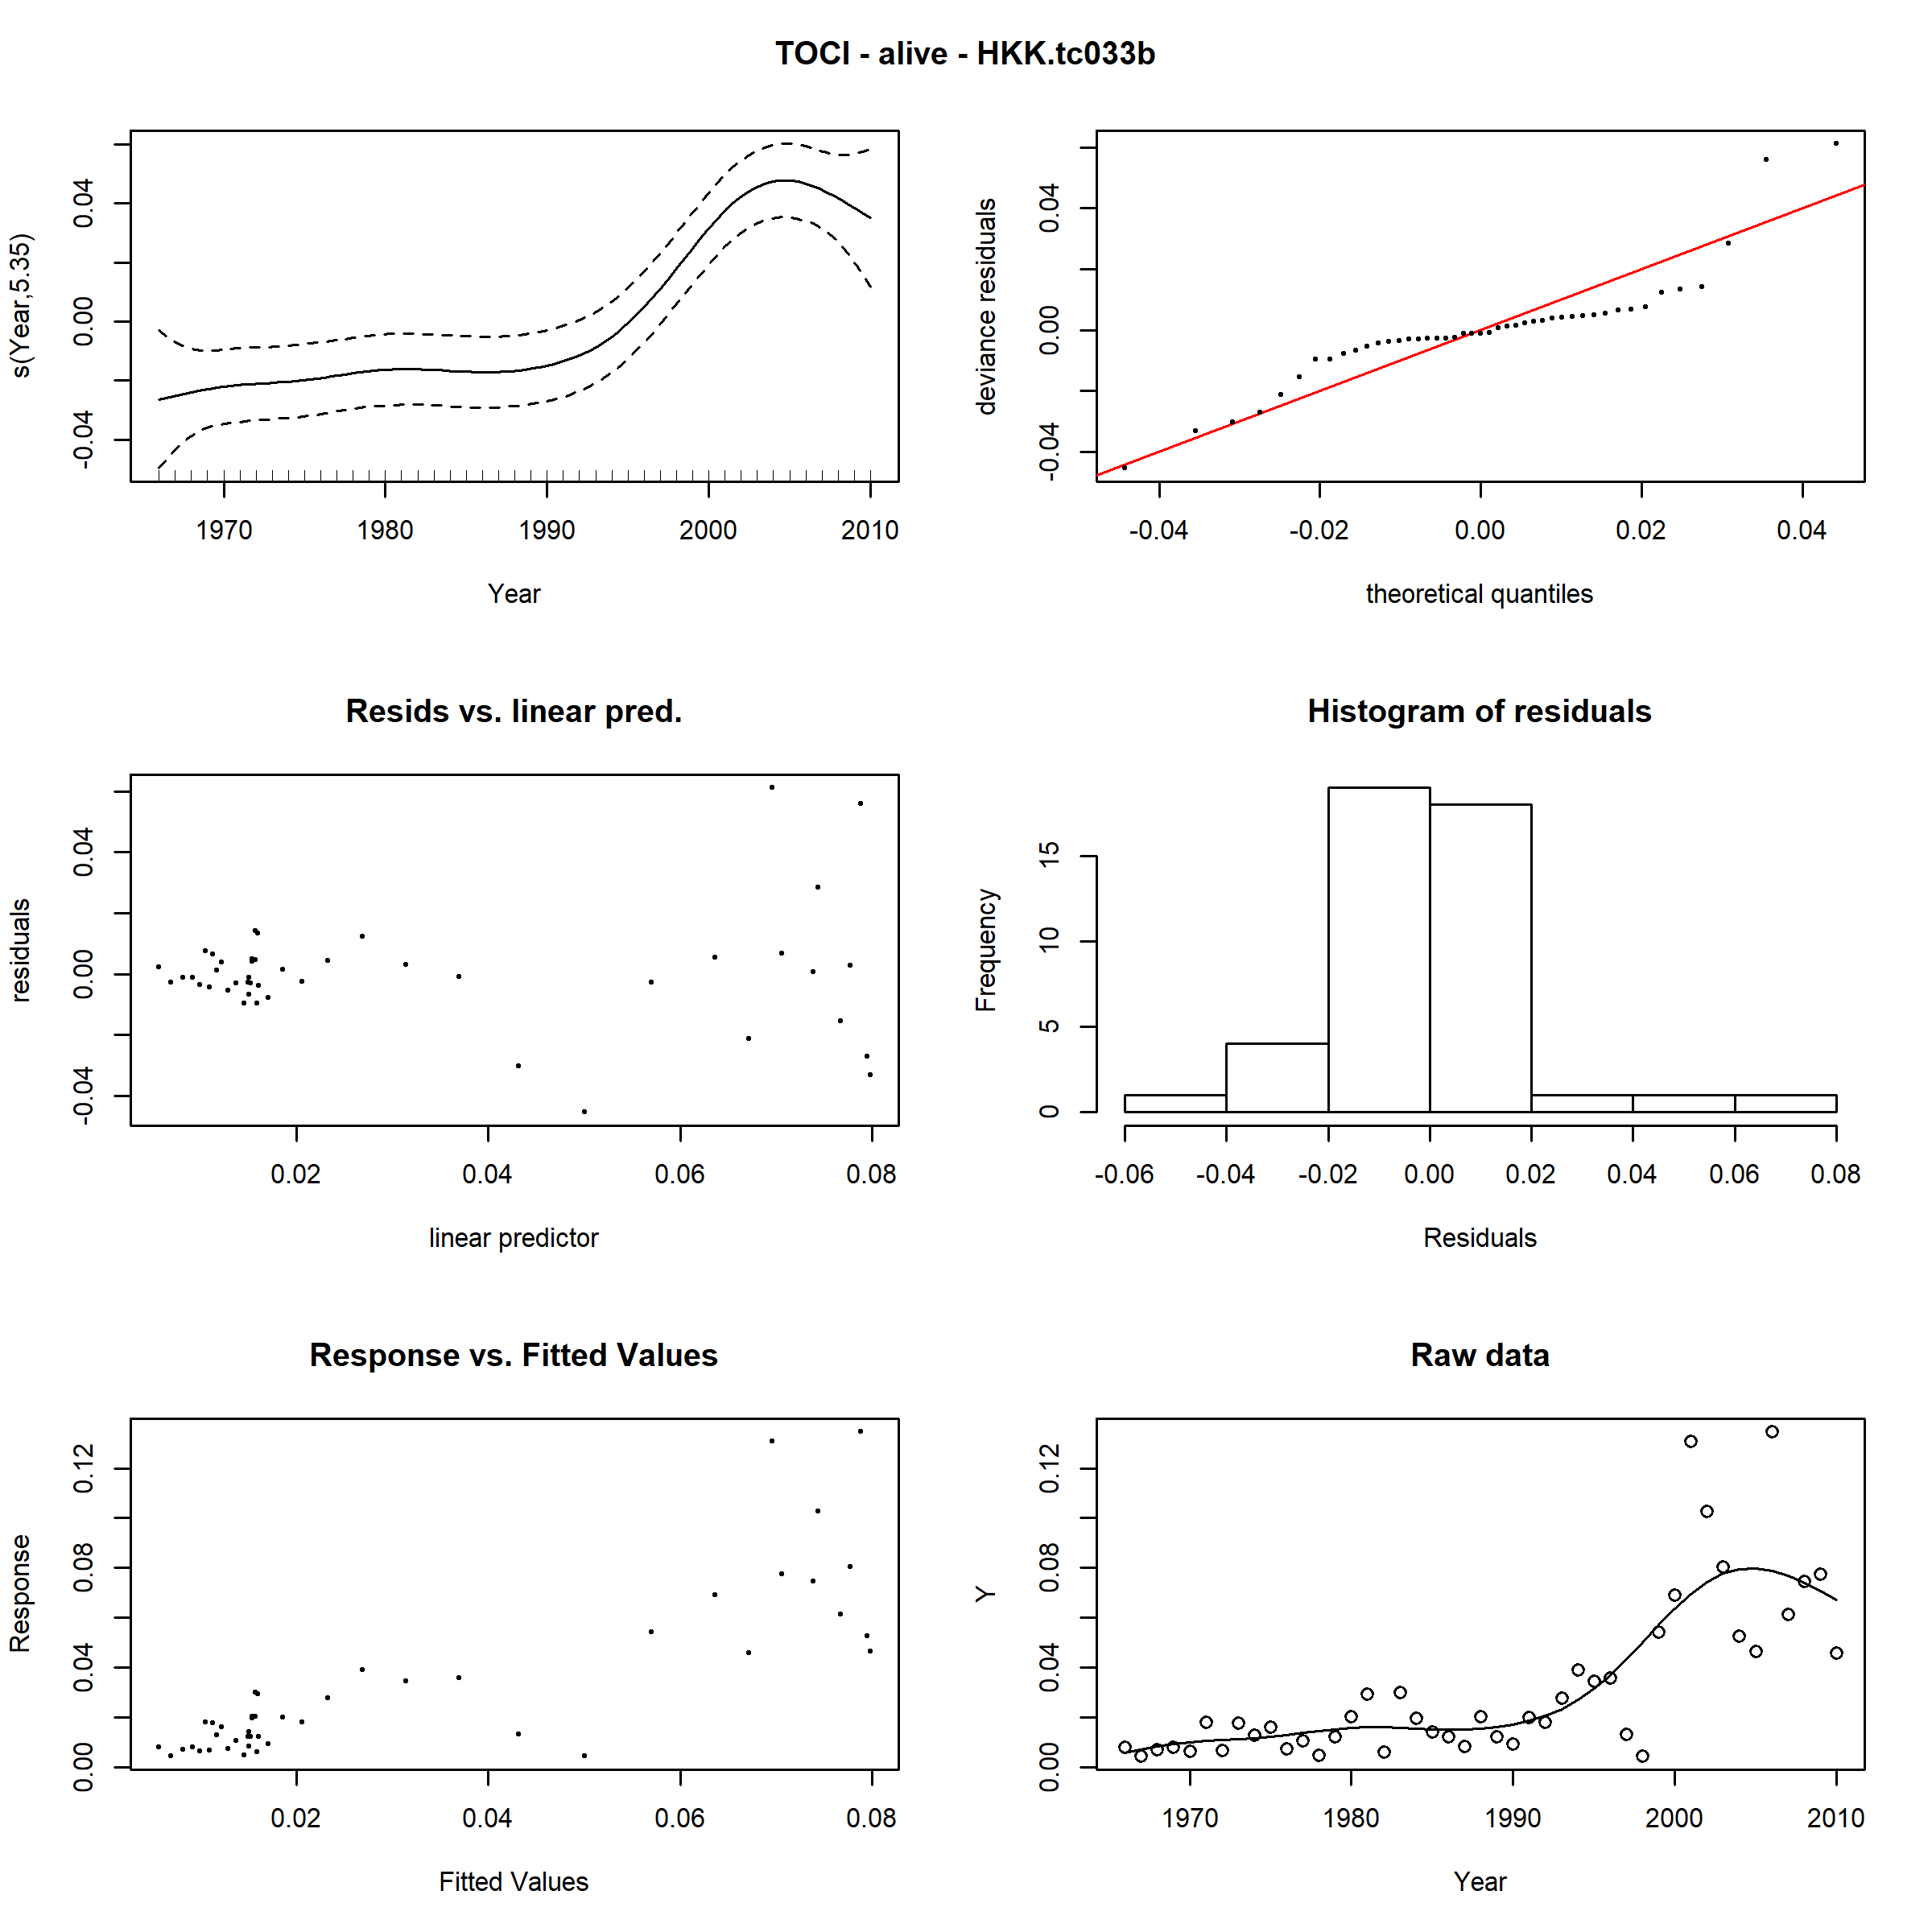 TOCI - alive - HKK.tc033b
s(Year,5.35)
-0.04 0.00 0.04
1970 1980 1990 2000 2010
Year
deviance residuals
-0.04 0.00 0.04
-0.04 -0.02 0.00 0.02 0.04
theoretical quantiles
Resids vs. linear pred.
residuals
-0.04 0.00 0.04
0.02 0.04 0.06 0.08
linear predictor
Histogram of residuals
Frequency
0 5 10 15
-0.06 -0.04 -0.02 0.00 0.02 0.04 0.06 0.08
Residuals
Response vs. Fitted Values
Response
0.00 0.04 0.08 0.12
0.02 0.04 0.06 0.08
Fitted Values
Raw data
Y
0.00 0.04 0.08 0.12
1970 1980 1990 2000 2010
Year